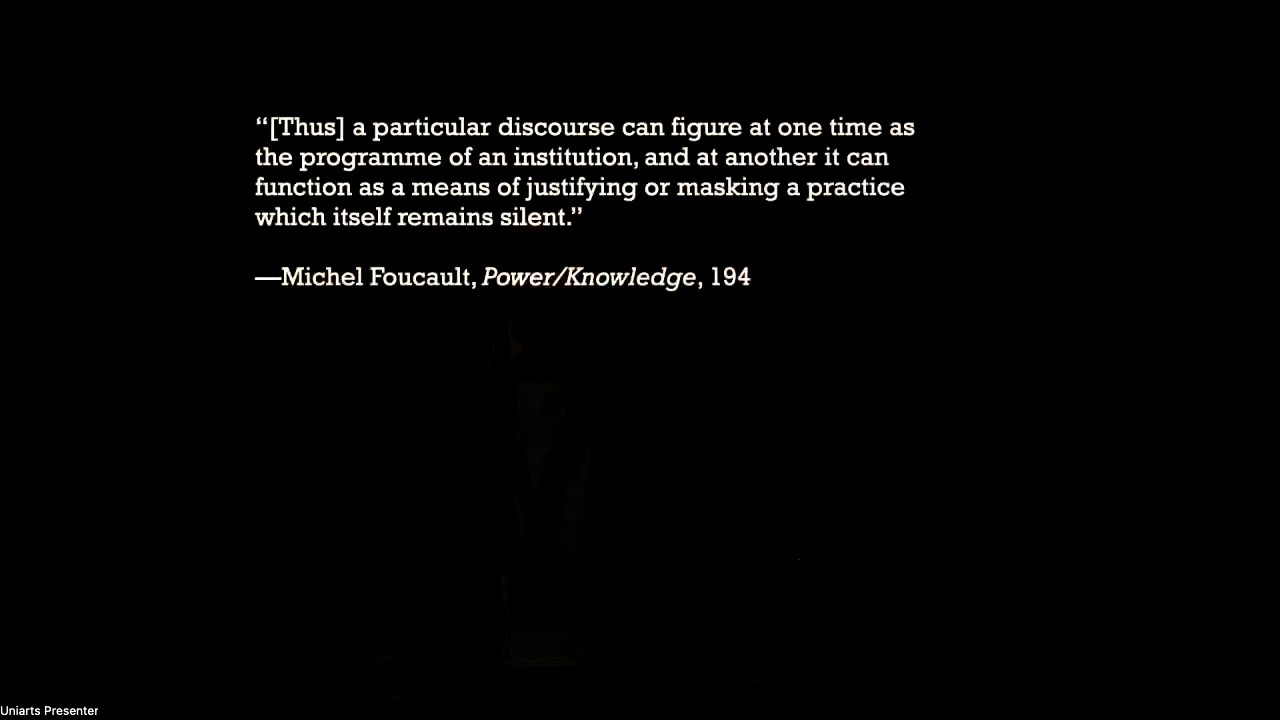 “[Thus] a particular discourse can figure at one time as
the programme of an institution, and at another it can
function as a means of justifying or masking a practice
which itself remains silent.”
—Michel Foucault, Power/Knowledge, 194
Uniarts Presenter